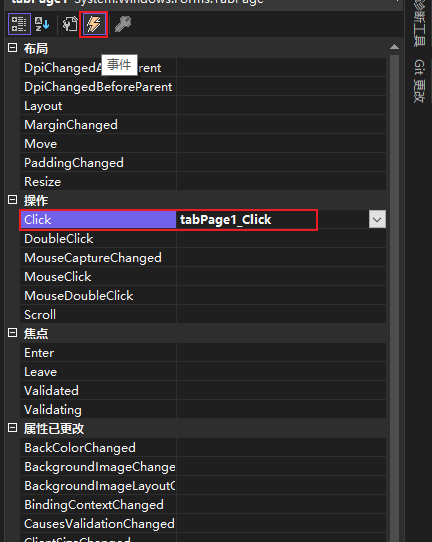 tabPage1 System.Windows.Forms.TabPage
事件
布局
DpiChangedA
rent
DpiChangedBeforeParent
Layout
MarginChanged
Move
PaddingChanged
Resize
操作
Click tabPage1_Click
DoubleClick
MouseCaptureChanged
MouseClick
MouseDoubleClick
Scroll
焦点
Enter
Leave
Validated
Validating
属性已更改
BackColorChanged
BackgroundImageChange
BackgroundImageLayoutC
BindingContextChanged
CausesValidationChanged
ClientSizeChanged
诊断工具
Git 更改